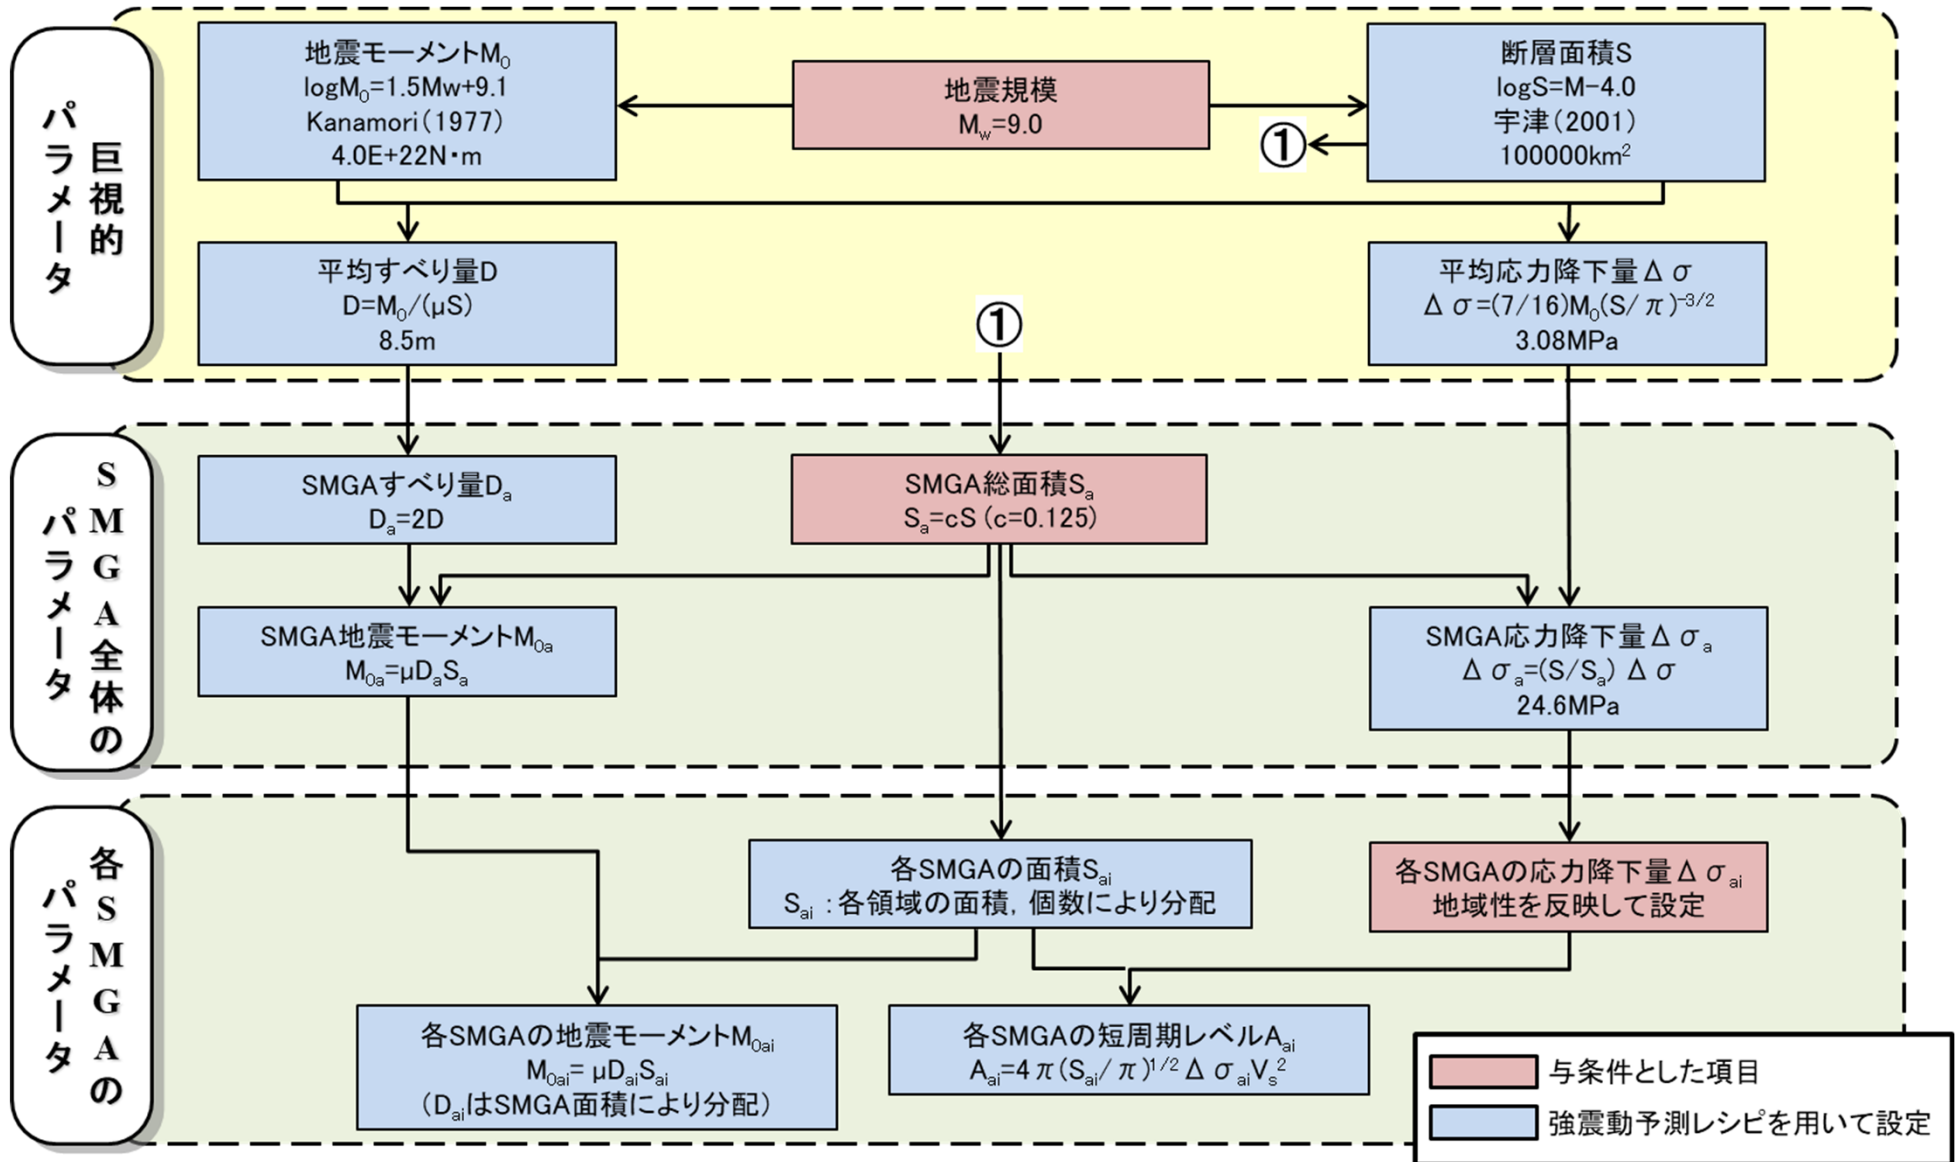 巨視的
パラメータ
地震モーメントM₀
logM₀=1.5Mw+9.1
Kanamori（1977）
4.0E+22N・m
地震規模
Mw=9.0
断層面積S
logS=M−4.0
宇津（2001）
100000km²
①
平均すべり量D
D=M₀/(μS)
8.5m
①
平均応力降下量Δσ
Δσ=(7/16)M₀(S/π)⁻³/²
3.08MPa
SMGA全体の
パラメータ
SMGAすべり量Da
Da=2D
SMGA総面積Sa
Sa=cS（c=0.125）
SMGA地震モーメントM₀a
M₀a=μDaSa
SMGA応力降下量Δσa
Δσa=(S/Sa) Δσ
24.6MPa
各SMGAの
パラメータ
各SMGAの面積Sai
Sai：各領域の面積，個数により分配
各SMGAの応力降下量Δσai
地域性を反映して設定
各SMGAの地震モーメントM₀ai
M₀ai= μDaiSai
（DaiはSMGA面積により分配）
各SMGAの短周期レベルAai
Aai=4π(Sai/π)¹/²ΔσaiVs²
与条件とした項目
強震動予測レシピを用いて設定